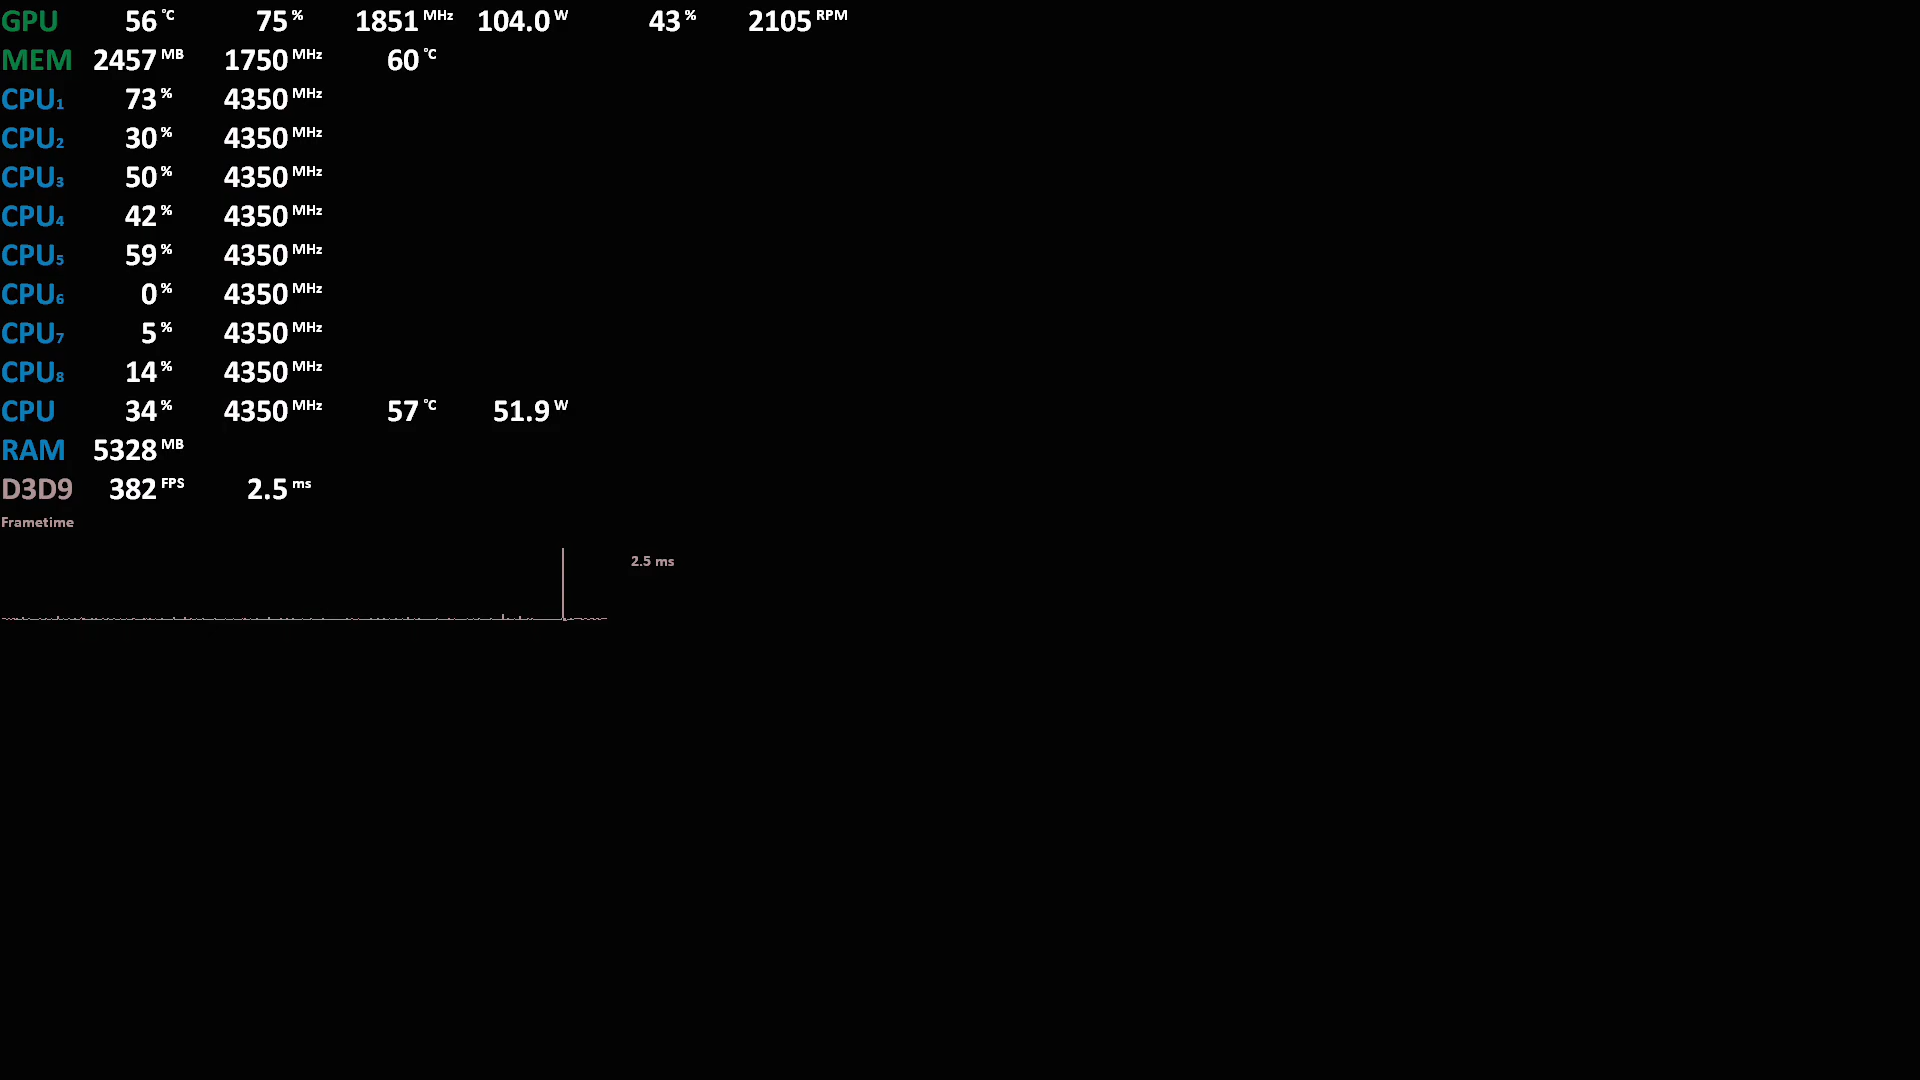 GPU 56 °C 75 % 1851 MHz 104.0 W 43 % 2105 RPM
MEM 2457 MB 1750 MHz 60 °C
CPU1 73 % 4350 MHz
CPU2 30 % 4350 MHz
CPU3 50 % 4350 MHz
CPU4 42 % 4350 MHz
CPU5 59 % 4350 MHz
CPU6 0 % 4350 MHz
CPU7 5 % 4350 MHz
CPU8 14 % 4350 MHz
CPU 34 % 4350 MHz 57 °C 51.9 W
RAM 5328 MB
D3D9 382 FPS 2.5 ms
Frametime
2.5 ms